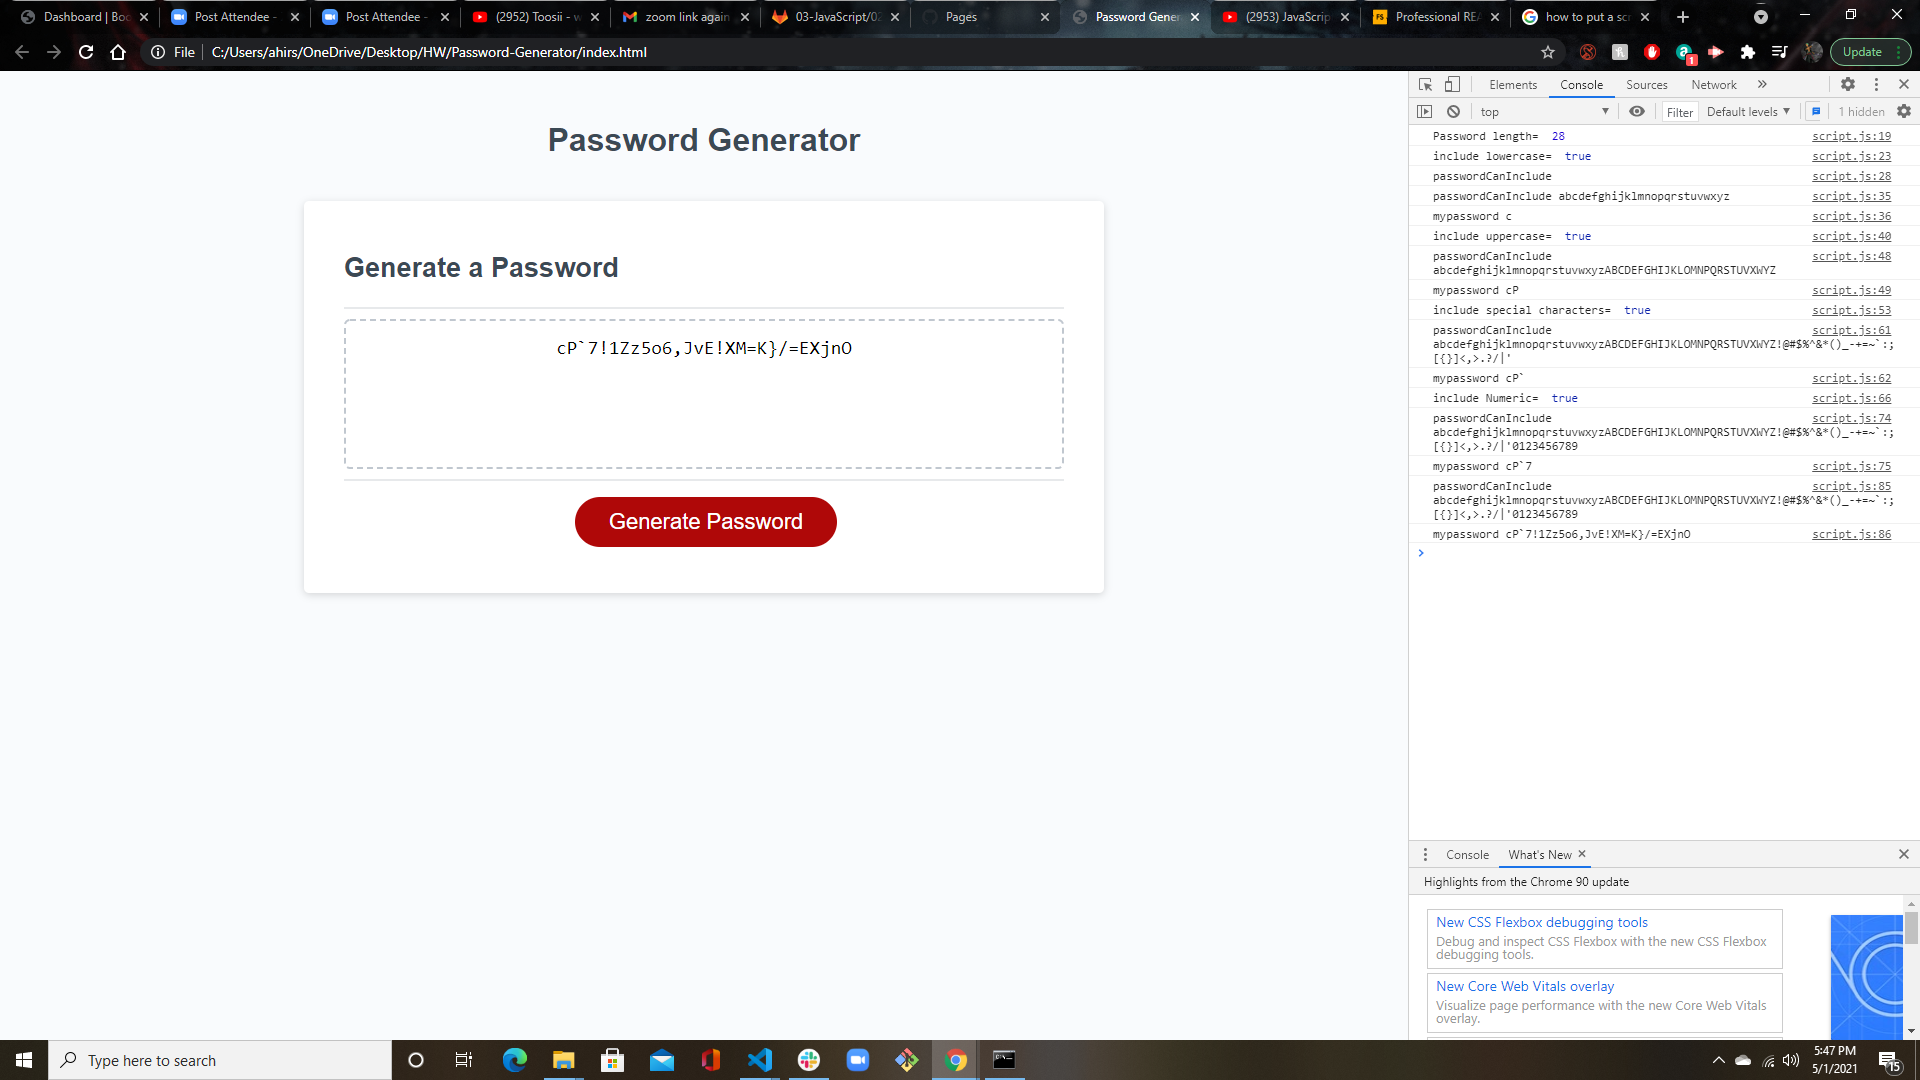 Dashboard | Boo
Post Attendee -
Post Attendee -
(2952) Toosii - w
zoom link again
03-JavaScript/02
Pages
Password Gener
(2953) JavaScrip
Professional REA
how to put a scr
File
C:/Users/ahirs/OneDrive/Desktop/HW/Password-Generator/index.html
1
Update
Password Generator
Generate a Password
cP`7!1Zz5o6,JvE!XM=K}/=EXjnO
Generate Password
Elements
Console
Sources
Network
top
Filter
Default levels
1 hidden
Password length= 28 script.js:19
include lowercase= true script.js:23
passwordCanInclude script.js:28
passwordCanInclude abcdefghijklmnopqrstuvwxyz script.js:35
mypassword c script.js:36
include uppercase= true script.js:40
passwordCanInclude script.js:48
abcdefghijklmnopqrstuvwxyzABCDEFGHIJKLOMNPQRSTUVXWYZ
mypassword cP script.js:49
include special characters= true script.js:53
passwordCanInclude script.js:61
abcdefghijklmnopqrstuvwxyzABCDEFGHIJKLOMNPQRSTUVXWYZ!@#$%^&*()_-+=~`:;
[{}]<,>.?/|'
mypassword cP` script.js:62
include Numeric= true script.js:66
passwordCanInclude script.js:74
abcdefghijklmnopqrstuvwxyzABCDEFGHIJKLOMNPQRSTUVXWYZ!@#$%^&*()_-+=~`:;
[{}]<,>.?/|'0123456789
mypassword cP`7 script.js:75
passwordCanInclude script.js:85
abcdefghijklmnopqrstuvwxyzABCDEFGHIJKLOMNPQRSTUVXWYZ!@#$%^&*()_-+=~`:;
[{}]<,>.?/|'0123456789
mypassword cP`7!1Zz5o6,JvE!XM=K}/=EXjnO script.js:86
Console
What's New
Highlights from the Chrome 90 update
New CSS Flexbox debugging tools
Debug and inspect CSS Flexbox with the new CSS Flexbox
debugging tools.
New Core Web Vitals overlay
Visualize page performance with the new Core Web Vitals
overlay.
Type here to search
5:47 PM
5/1/2021
15